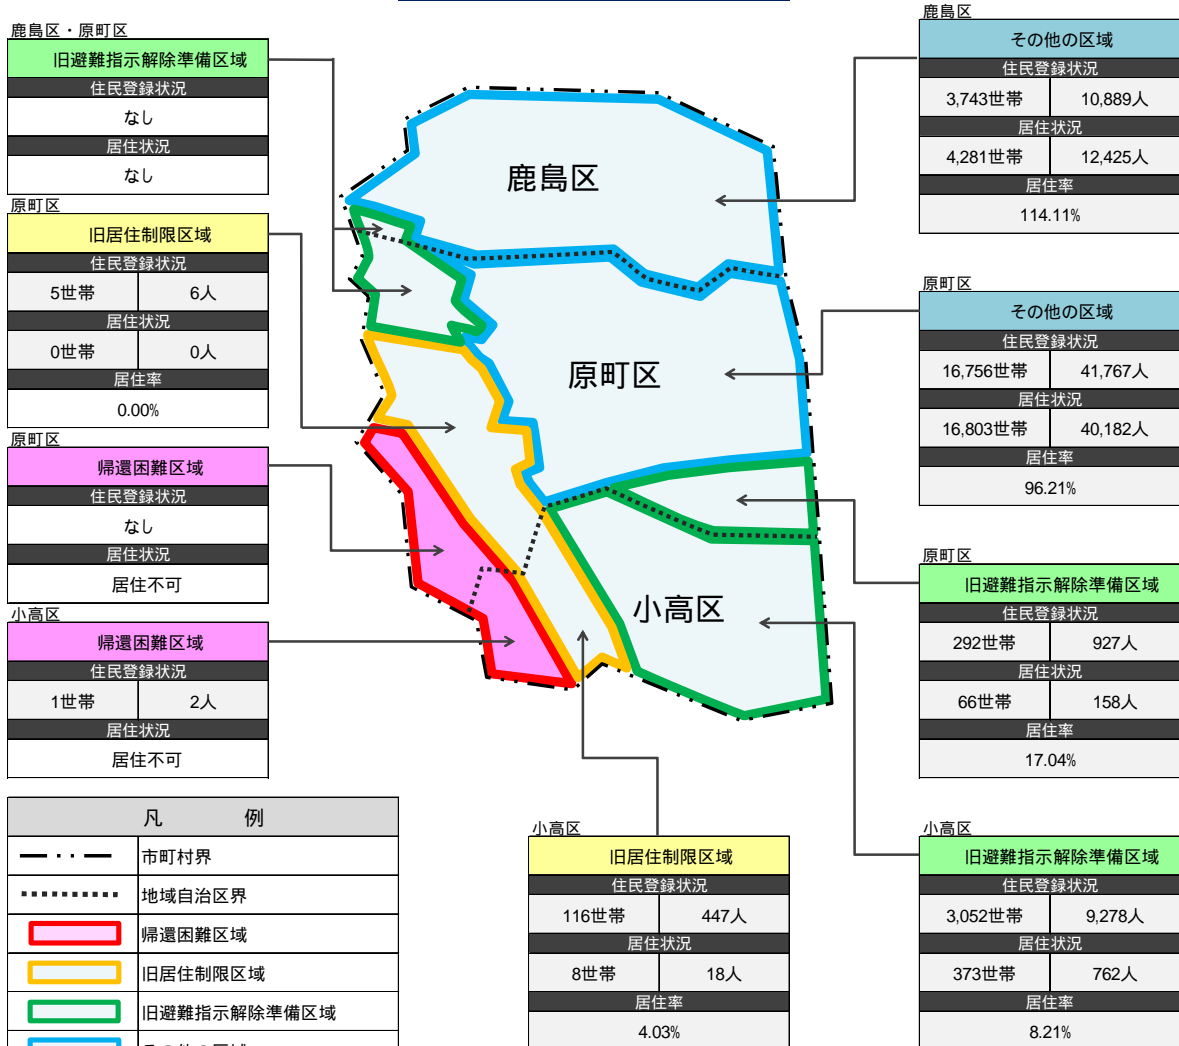 鹿島区・原町区
旧避難指示解除準備区域
住民登録状況
なし
居住状況
なし
原町区
旧居住制限区域
住民登録状況
5世帯 6人
居住状況
0世帯 0人
居住率
0.00%
原町区
帰還困難区域
住民登録状況
なし
居住状況
居住不可
小高区
帰還困難区域
住民登録状況
1世帯 2人
居住状況
居住不可
凡 例
市町村界
地域自治区界
帰還困難区域
旧居住制限区域
旧避難指示解除準備区域
その他の区域
鹿島区
原町区
小高区
小高区
旧居住制限区域
住民登録状況
116世帯 447人
居住状況
8世帯 18人
居住率
4.03%
鹿島区
その他の区域
住民登録状況
3,743世帯 10,889人
居住状況
4,281世帯 12,425人
居住率
114.11%
原町区
その他の区域
住民登録状況
16,756世帯 41,767人
居住状況
16,803世帯 40,182人
居住率
96.21%
原町区
旧避難指示解除準備区域
住民登録状況
292世帯 927人
居住状況
66世帯 158人
居住率
17.04%
小高区
旧避難指示解除準備区域
住民登録状況
3,052世帯 9,278人
居住状況
373世帯 762人
居住率
8.21%